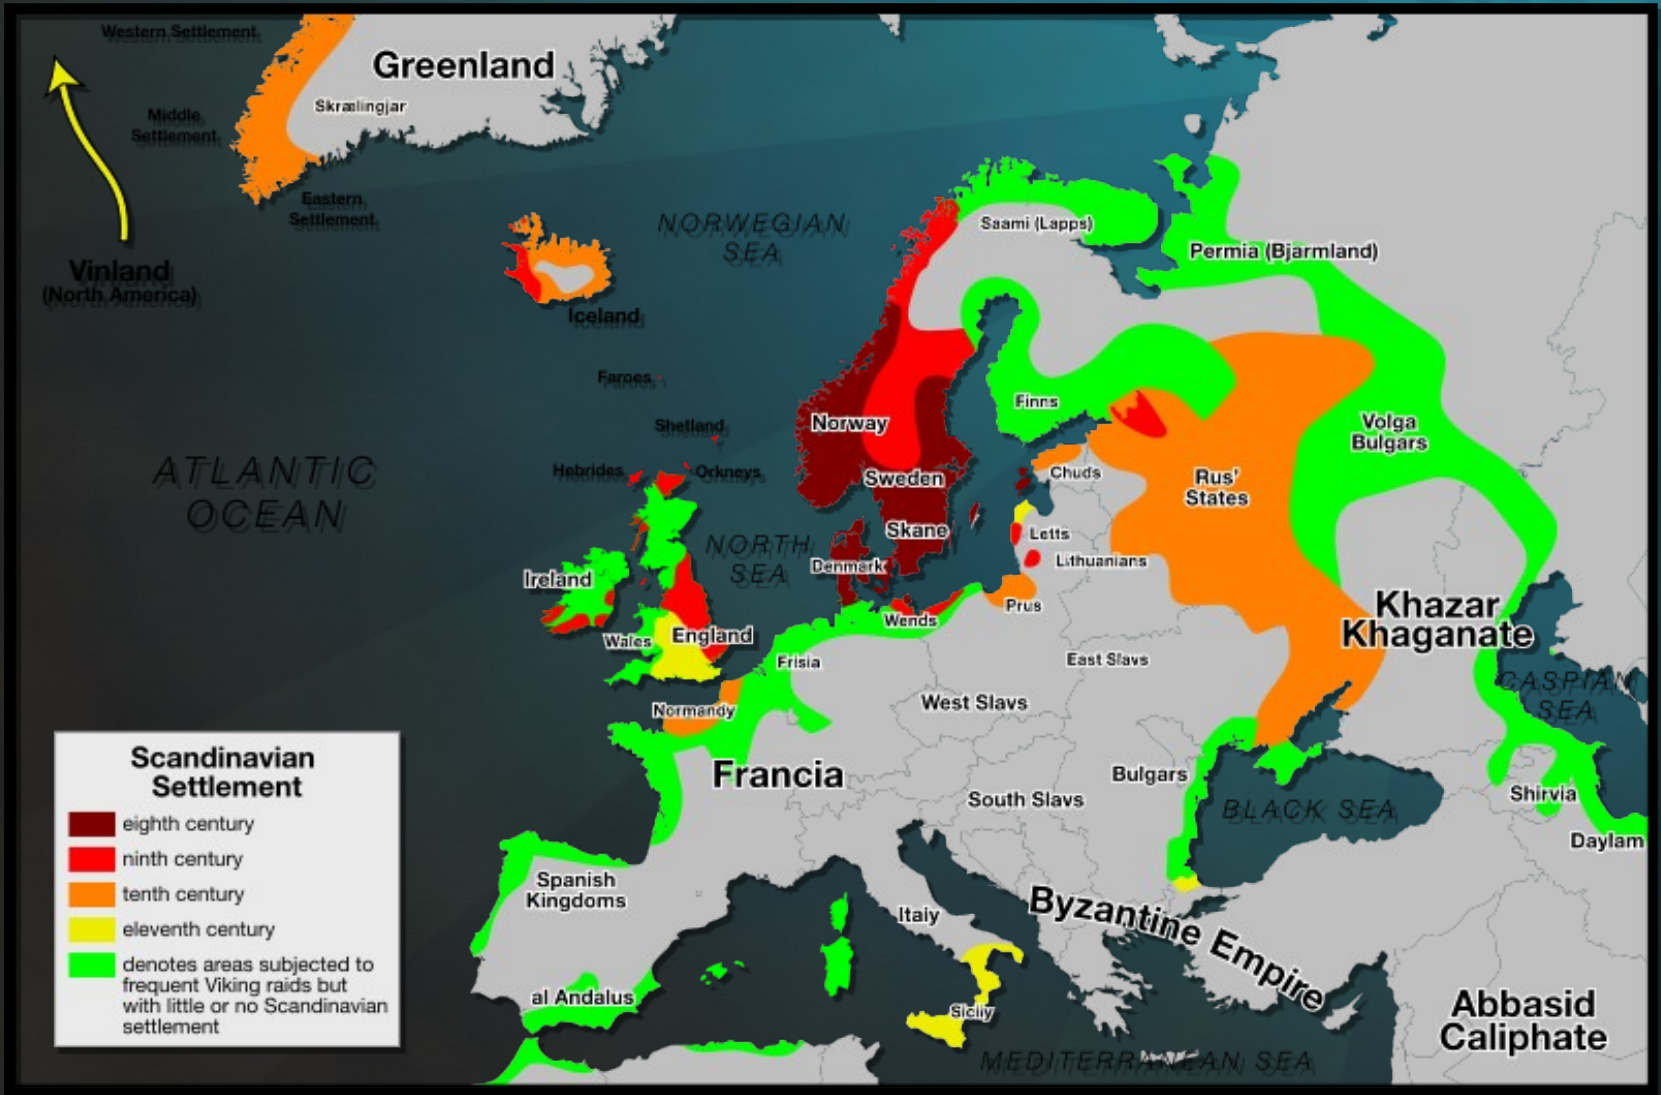 Western Settlement
Greenland
Skrælingjar
Middle
Settlement
Eastern
Settlement
Vinland
(North America)
NORWEGIAN
SEA
Saami (Lapps)
Permia (Bjarmland)
Iceland
Faroes
Shetland
Hebrides
Orkneys
ATLANTIC
OCEAN
NORTH
SEA
Norway
Sweden
Skane
Denmark
Finns
Chuds
Rus'
States
Volga
Bulgars
Letts
Lithuanians
Prus
Wends
Ireland
Wales
England
Frisia
Normandy
East Slavs
West Slavs
Khazar
Khaganate
CASPIAN
SEA
Francia
South Slavs
Bulgars
BLACK SEA
Shirvia
Daylam
Spanish
Kingdoms
al Andalus
Italy
Sicily
Byzantine Empire
Abbasid
Caliphate
MEDITERRANEAN SEA
Scandinavian
Settlement
eighth century
ninth century
tenth century
eleventh century
denotes areas subjected to
frequent Viking raids but
with little or no Scandinavian
settlement